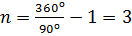 n = 360°/90° − 1 = 3